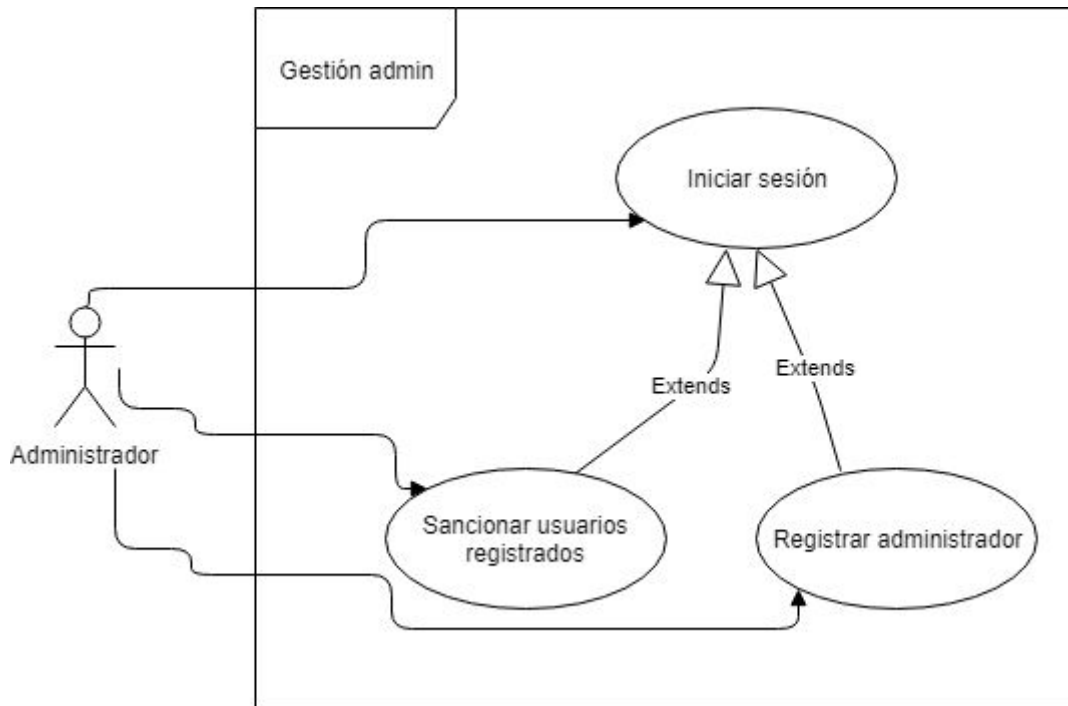 Gestión admin
Iniciar sesión
Extends
Extends
Administrador
Sancionar usuarios
registrados
Registrar administrador